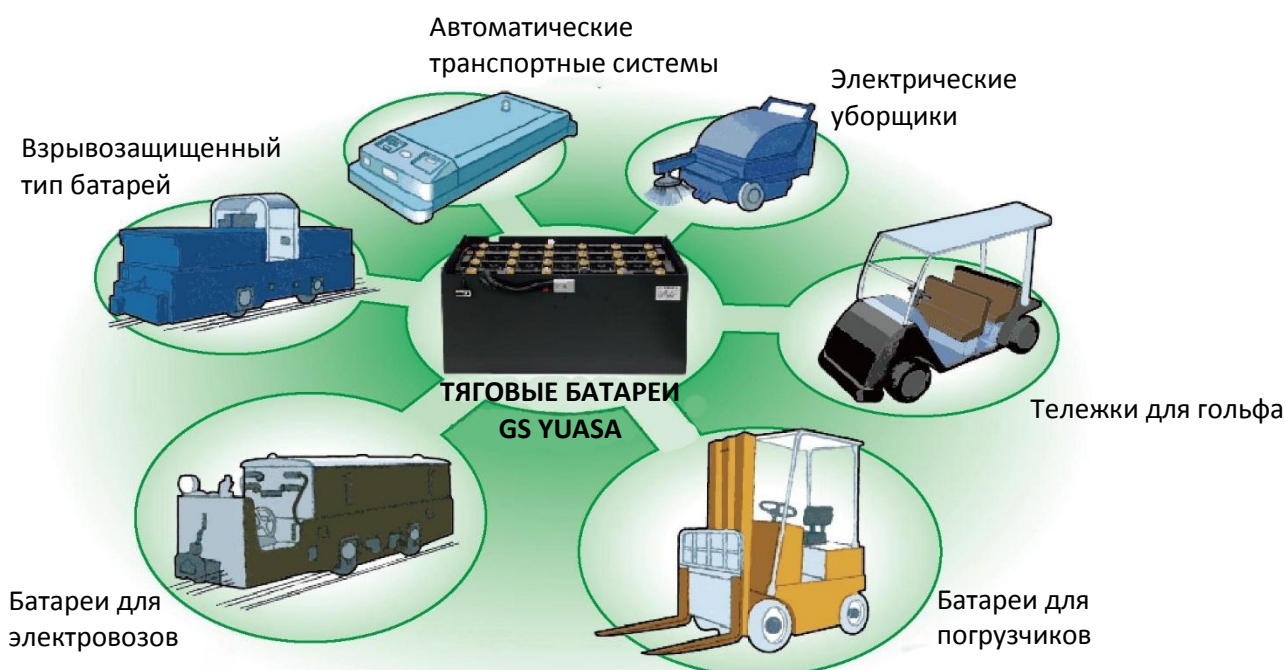 Автоматические
транспортные системы
Электрические
уборщики
Взрывозащищенный
тип батарей
ТЯГОВЫЕ БАТАРЕИ
GS YUASA
Тележки для гольфа
Батареи для
электровозов
Батареи для
погрузчиков